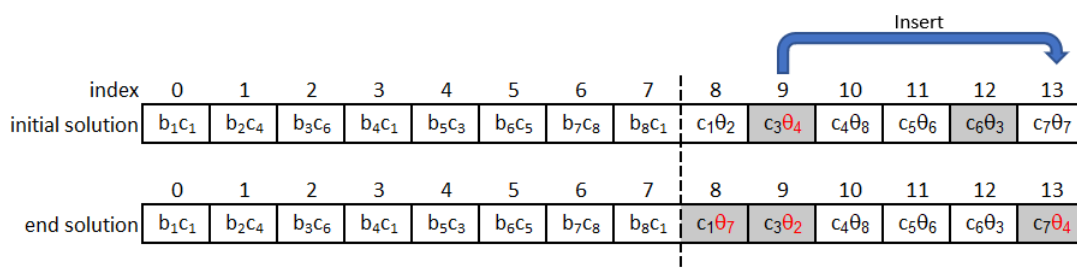 Insert
index 0 1 2 3 4 5 6 7 8 9 10 11 12 13
initial solution b₁c₁ b₂c₄ b₃c₆ b₄c₁ b₅c₃ b₆c₅ b₇c₈ b₈c₁ c₁θ₂ c₃θ₄ c₄θ₈ c₅θ₆ c₆θ₃ c₇θ₇
0 1 2 3 4 5 6 7 8 9 10 11 12 13
end solution b₁c₁ b₂c₄ b₃c₆ b₄c₁ b₅c₃ b₆c₅ b₇c₈ b₈c₁ c₁θ₇ c₃θ₂ c₄θ₈ c₅θ₆ c₆θ₃ c₇θ₄